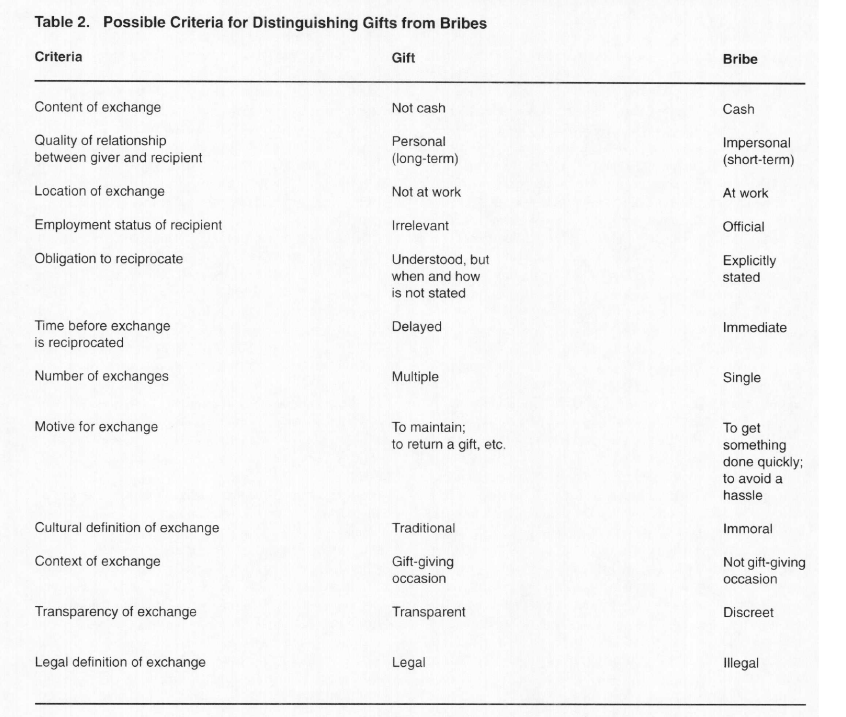 Table 2. Possible Criteria for Distinguishing Gifts from Bribes
Criteria Gift Bribe
Content of exchange Not cash Cash
Quality of relationship Personal Impersonal
between giver and recipient (long-term) (short-term)
Location of exchange Not at work At work
Employment status of recipient Irrelevant Official
Obligation to reciprocate Understood, but Explicitly
when and how stated
is not stated
Time before exchange Delayed Immediate
is reciprocated
Number of exchanges Multiple Single
Motive for exchange To maintain; To get
to return a gift, etc. something
done quickly;
to avoid a
hassle
Cultural definition of exchange Traditional Immoral
Context of exchange Gift-giving Not gift-giving
occasion occasion
Transparency of exchange Transparent Discreet
Legal definition of exchange Legal Illegal